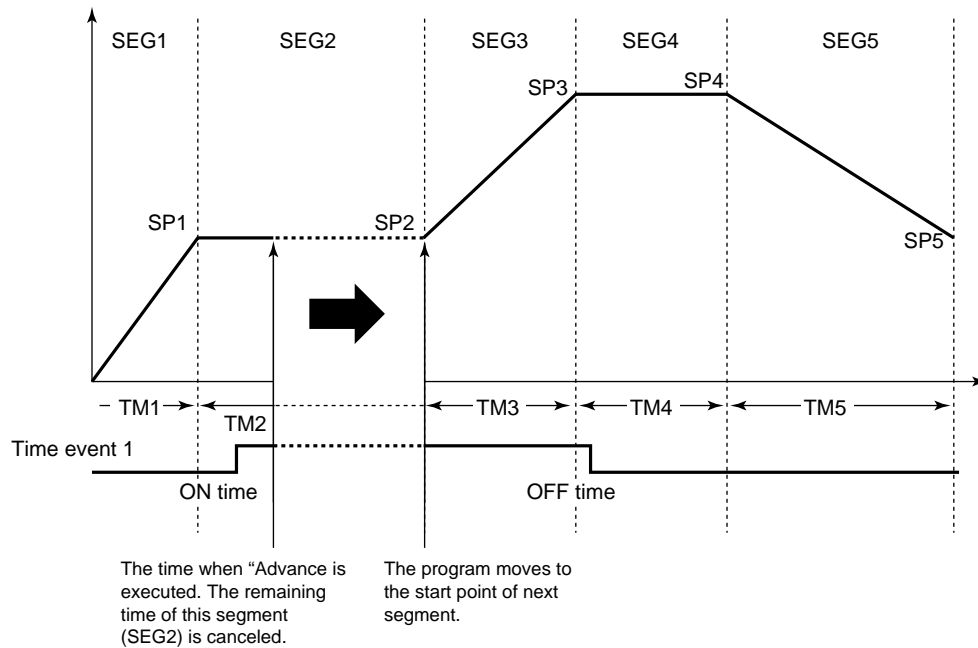 SEG1 SEG2 SEG3 SEG4 SEG5
SP3 SP4
SP1 SP2
SP5
TM1 TM2 TM3 TM4 TM5
Time event 1
ON time OFF time
The time when “Advance is
executed. The remaining
time of this segment
(SEG2) is canceled.
The program moves to
the start point of next
segment.